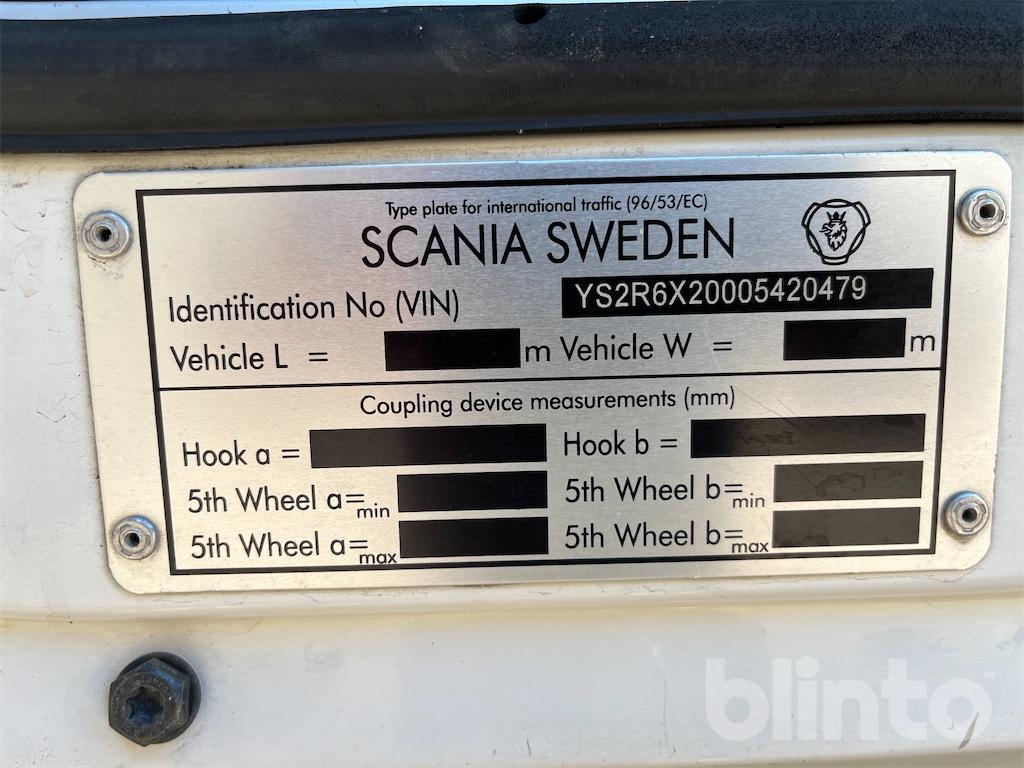 Type plate for international traffic (96/53/EC)
SCANIA SWEDEN
Identification No (VIN) YS2R6X20005420479
Vehicle L = m Vehicle W = m
Coupling device measurements (mm)
Hook a = Hook b =
5th Wheel a=min 5th Wheel b=min
5th Wheel a=max 5th Wheel b=max
blinto™